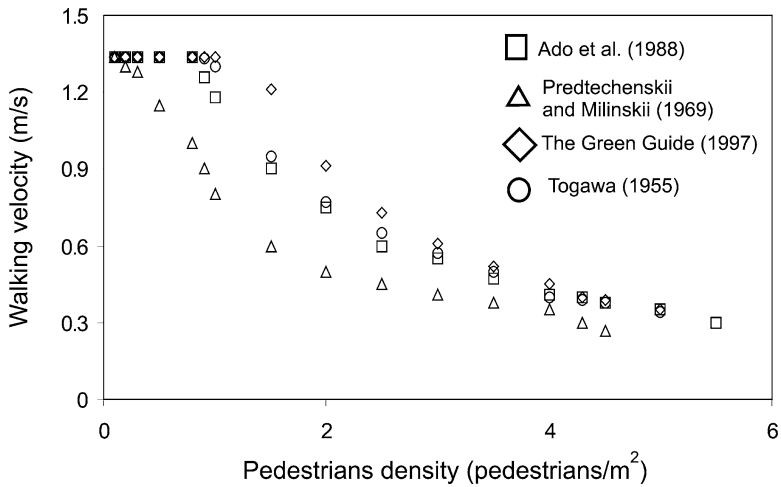 1.5
1.2
0.9
0.6
0.3
0
Walking velocity (m/s)
Ado et al. (1988)
Predtechenskii
and Milinskii (1969)
The Green Guide (1997)
Togawa (1955)
0 2 4 6
Pedestrians density (pedestrians/m²)